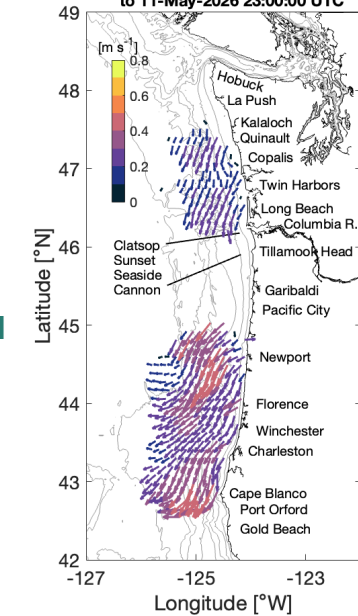 to 11-May-2026 23:00:00 UTC
49
[m s⁻¹]
0.8
Hobuck
48
La Push
0.6
Kalaloch
0.4
Quinault
Copalis
47
0.2
Twin Harbors
0
Long Beach
Columbia R.
46
Clatsop
Tillamook Head
Sunset
Seaside
Cannon
Garibaldi
Pacific City
45
Newport
44
Florence
Winchester
Charleston
43
Cape Blanco
Port Orford
Gold Beach
42
-127
-125
-123
Latitude [°N]
Longitude [°W]